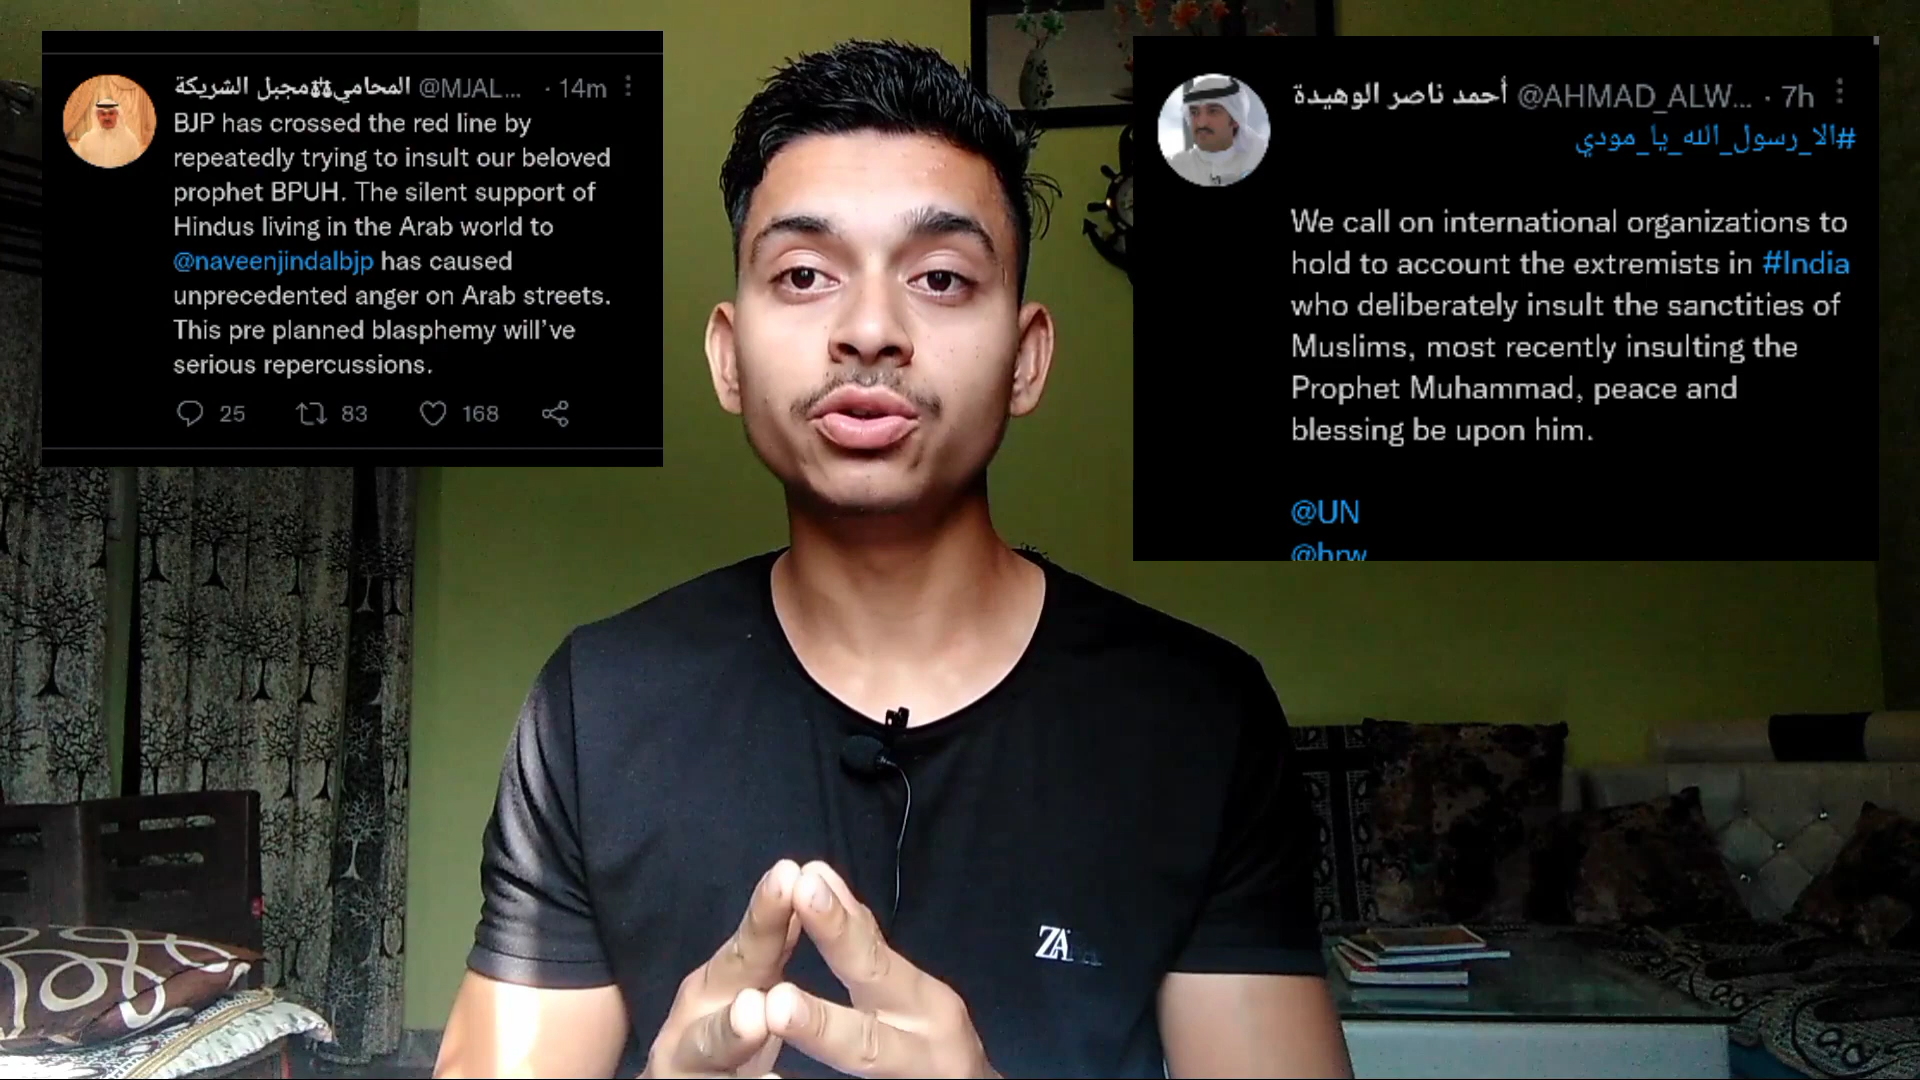 المحامي⚖مجبل الشريكة @MJAL... · 14m
BJP has crossed the red line by
repeatedly trying to insult our beloved
prophet BPUH. The silent support of
Hindus living in the Arab world to
@naveenjindalbjp has caused
unprecedented anger on Arab streets.
This pre planned blasphemy will've
serious repercussions.
25 83 168
أحمد ناصر الوهيدة @AHMAD_ALW... · 7h
#الا_رسول_الله_يا_مودي
We call on international organizations to
hold to account the extremists in #India
who deliberately insult the sanctities of
Muslims, most recently insulting the
Prophet Muhammad, peace and
blessing be upon him.
@UN
@hrw
ZA